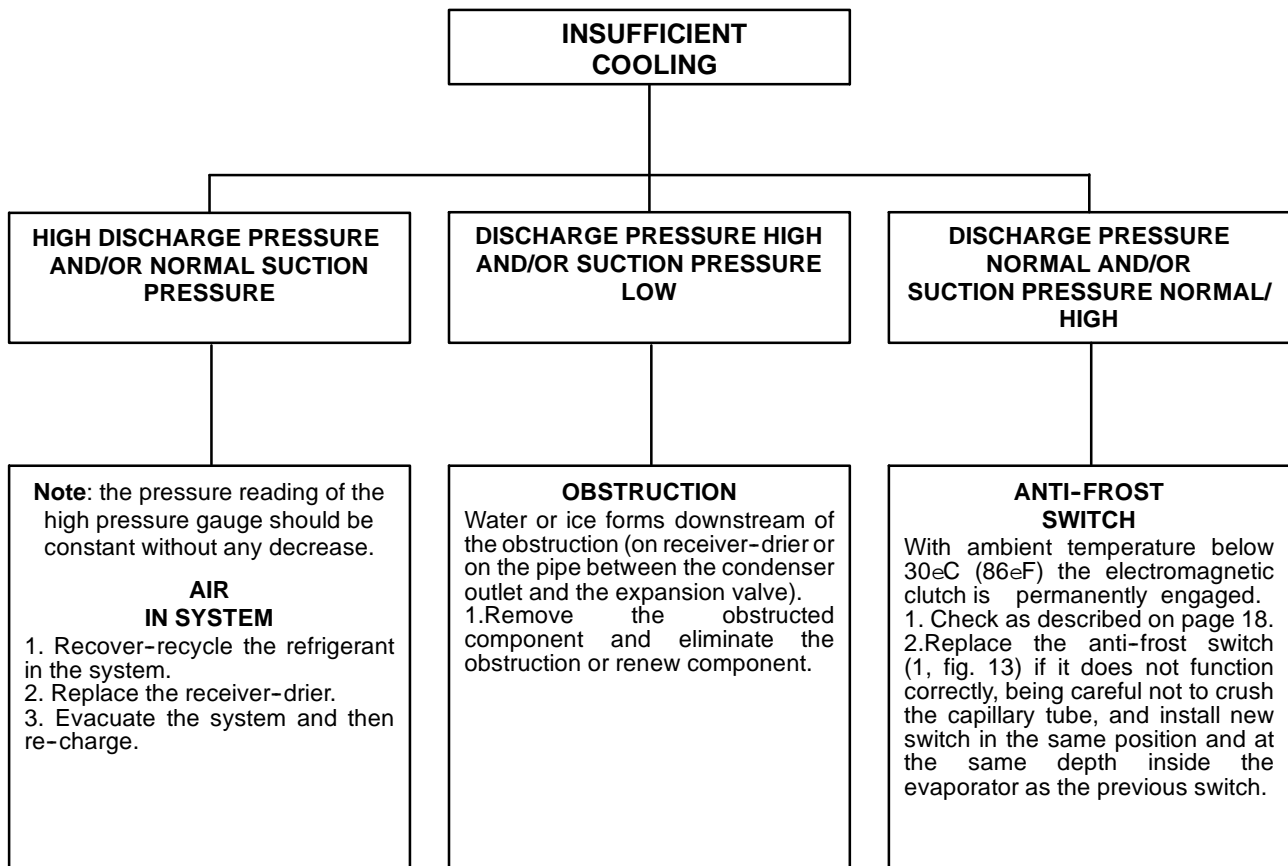 INSUFFICIENT
COOLING
HIGH DISCHARGE PRESSURE
AND/OR NORMAL SUCTION
PRESSURE
DISCHARGE PRESSURE HIGH
AND/OR SUCTION PRESSURE
LOW
DISCHARGE PRESSURE
NORMAL AND/OR
SUCTION PRESSURE NORMAL/
HIGH
Note: the pressure reading of the
high pressure gauge should be
constant without any decrease.
AIR
IN SYSTEM
1. Recover-recycle the refrigerant
in the system.
2. Replace the receiver-drier.
3. Evacuate the system and then
re-charge.
OBSTRUCTION
Water or ice forms downstream of
the obstruction (on receiver-drier or
on the pipe between the condenser
outlet and the expansion valve).
1.Remove the obstructed
component and eliminate the
obstruction or renew component.
ANTI-FROST
SWITCH
With ambient temperature below
30eC (86eF) the electromagnetic
clutch is permanently engaged.
1. Check as described on page 18.
2.Replace the anti-frost switch
(1, fig. 13) if it does not function
correctly, being careful not to crush
the capillary tube, and install new
switch in the same position and at
the same depth inside the
evaporator as the previous switch.